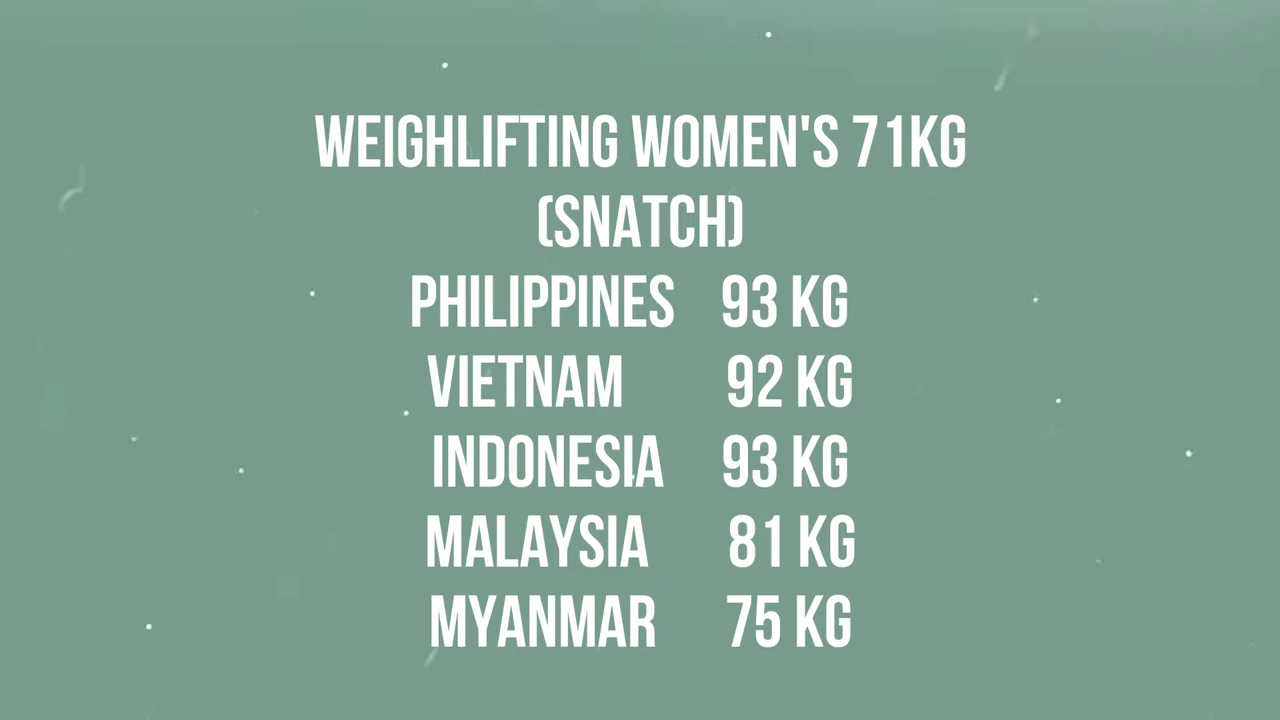 WEIGHLIFTING WOMEN'S 71KG
(SNATCH)
PHILIPPINES 93 KG
VIETNAM 92 KG
INDONESIA 93 KG
MALAYSIA 81 KG
MYANMAR 75 KG